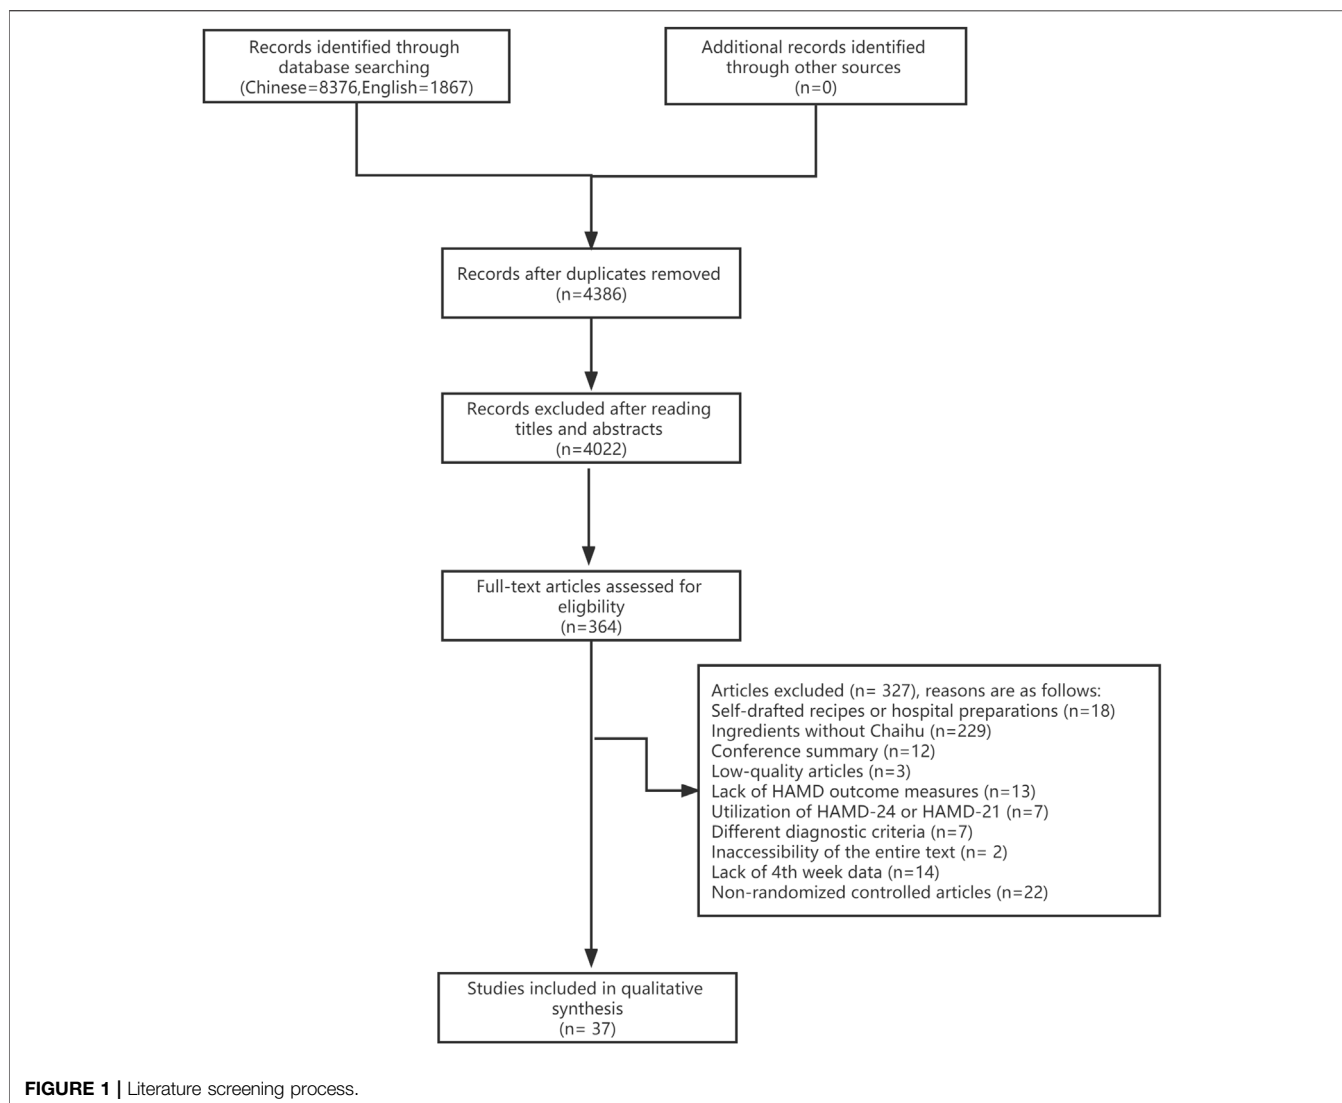 Records identified through
database searching
(Chinese=8376,English=1867)
Additional records identified
through other sources
(n=0)
Records after duplicates removed
(n=4386)
Records excluded after reading
titles and abstracts
(n=4022)
Full-text articles assessed for
eligbility
(n=364)
Articles excluded (n= 327), reasons are as follows:
Self-drafted recipes or hospital preparations (n=18)
Ingredients without Chaihu (n=229)
Conference summary (n=12)
Low-quality articles (n=3)
Lack of HAMD outcome measures (n=13)
Utilization of HAMD-24 or HAMD-21 (n=7)
Different diagnostic criteria (n=7)
Inaccessibility of the entire text (n= 2)
Lack of 4th week data (n=14)
Non-randomized controlled articles (n=22)
Studies included in qualitative
synthesis
(n= 37)
FIGURE 1 | Literature screening process.